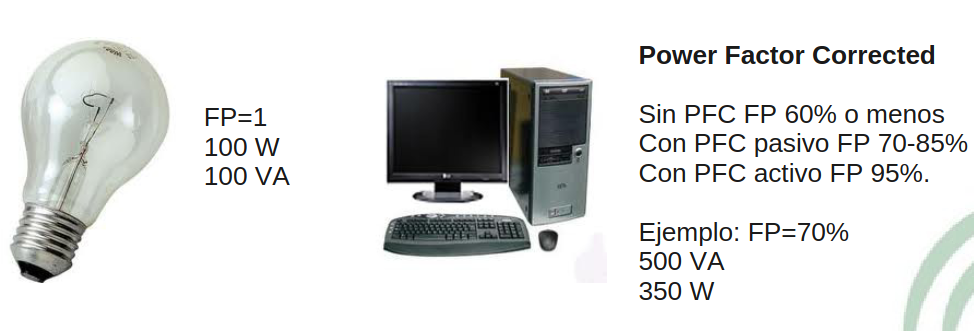 FP=1
100 W
100 VA
Power Factor Corrected
Sin PFC FP 60% o menos
Con PFC pasivo FP 70-85%
Con PFC activo FP 95%.
Ejemplo: FP=70%
500 VA
350 W